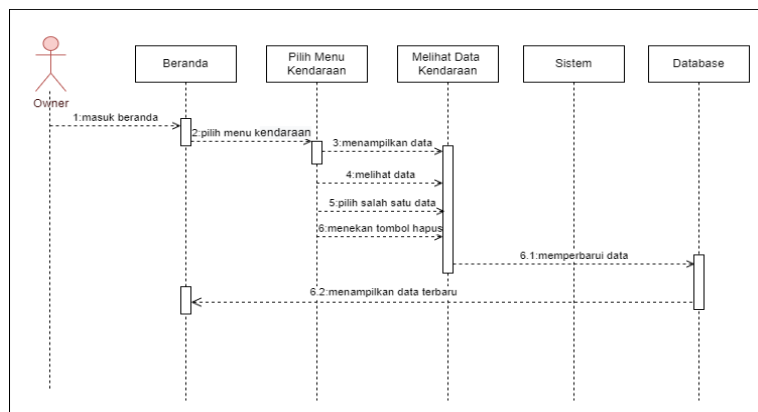 Beranda
Pilih Menu
Kendaraan
Melihat Data
Kendaraan
Sistem
Database
Owner
1:masuk beranda
2:pilih menu kendaraan
3:menampilkan data
4:melihat data
5:pilih salah satu data
6:menekan tombol hapus
6.1:memperbarui data
6.2:menampilkan data terbaru